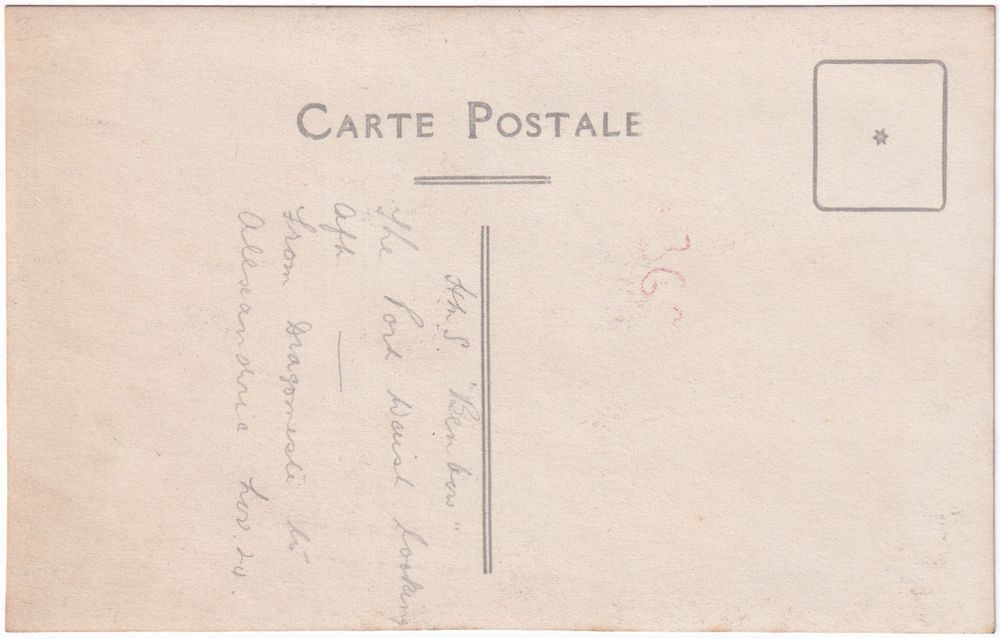 CARTE POSTALE
H.M.S. "Benbow"
The Port Waist looking
Aft —
from Dragomesti to
Alexandria Nov. 24
36